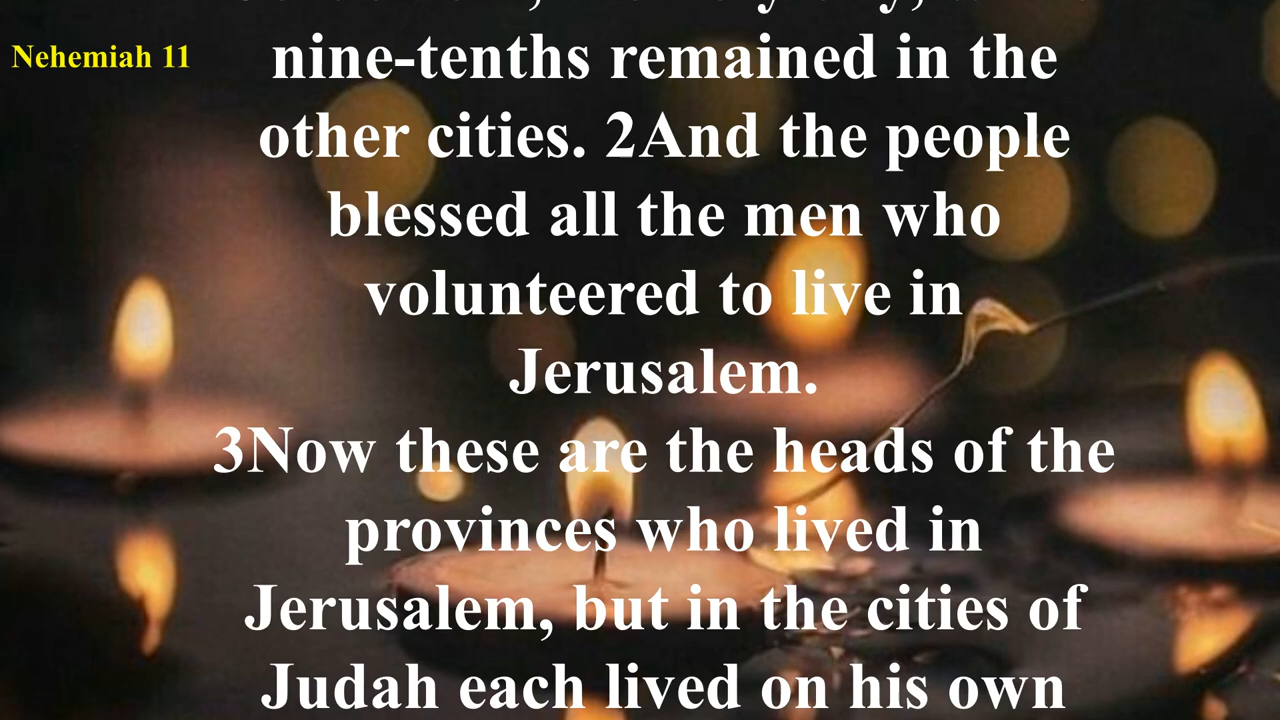 Nehemiah 11
nine-tenths remained in the
other cities. 2And the people
blessed all the men who
volunteered to live in
Jerusalem.
3Now these are the heads of the
provinces who lived in
Jerusalem, but in the cities of
Judah each lived on his own